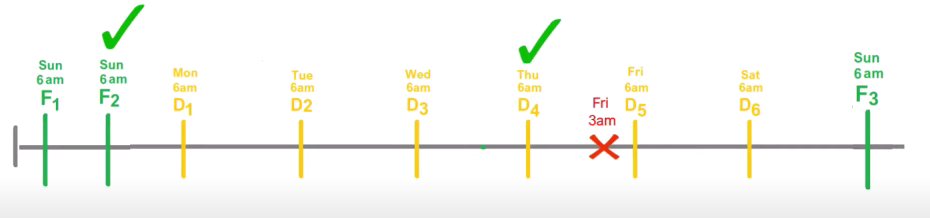 Sun
6am
F1
Sun
6am
F2
Mon
6am
D1
Tue
6am
D2
Wed
6am
D3
Thu
6am
D4
Fri
3am
Fri
6am
D5
Sat
6am
D6
Sun
6am
F3